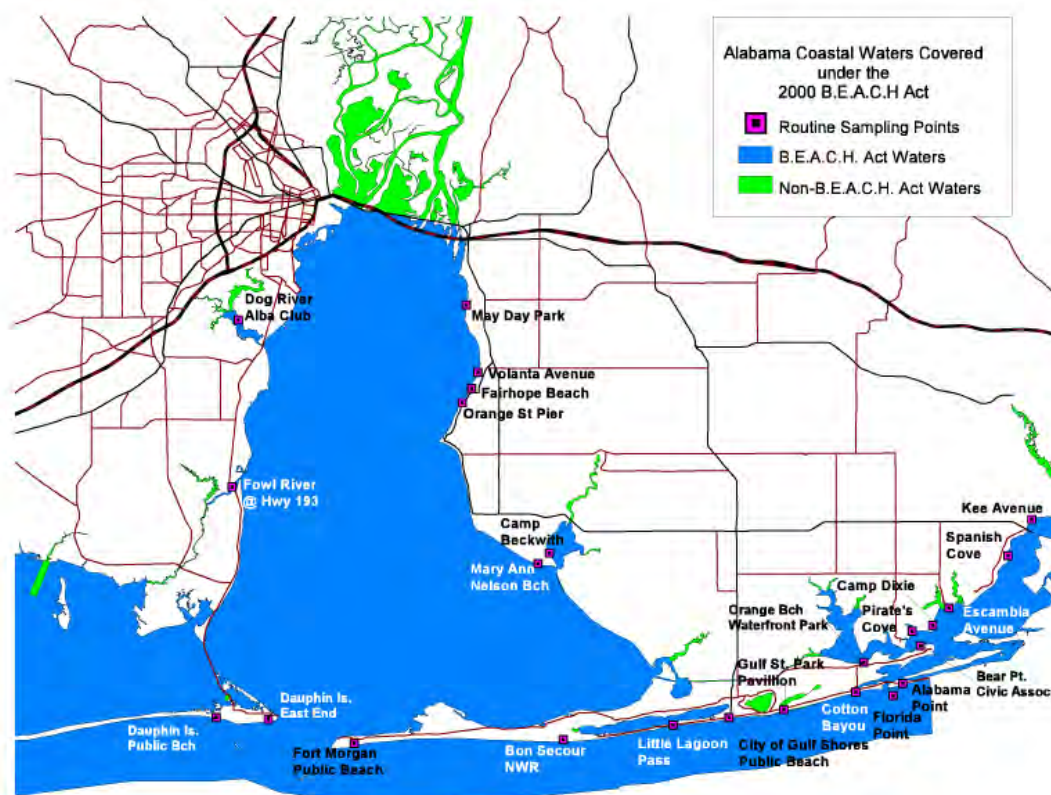 Alabama Coastal Waters Covered
under the
2000 B.E.A.C.H Act
Routine Sampling Points
B.E.A.C.H. Act Waters
Non-B.E.A.C.H. Act Waters
Dog River
Alba Club
May Day Park
Volanta Avenue
Fairhope Beach
Orange St Pier
Fowl River
@ Hwy 193
Camp
Beckwith
Mary Ann
Nelson Bch
Kee Avenue
Spanish
Cove
Camp Dixie
Orange Bch
Waterfront Park
Pirate's
Cove
Escambia
Avenue
Gulf St. Park
Pavillion
Bear Pt.
Civic Assoc
Alabama
Point
Cotton
Bayou
Florida
Point
Dauphin Is.
East End
Dauphin Is.
Public Bch
Fort Morgan
Public Beach
Bon Secour
NWR
Little Lagoon
Pass
City of Gulf Shores
Public Beach